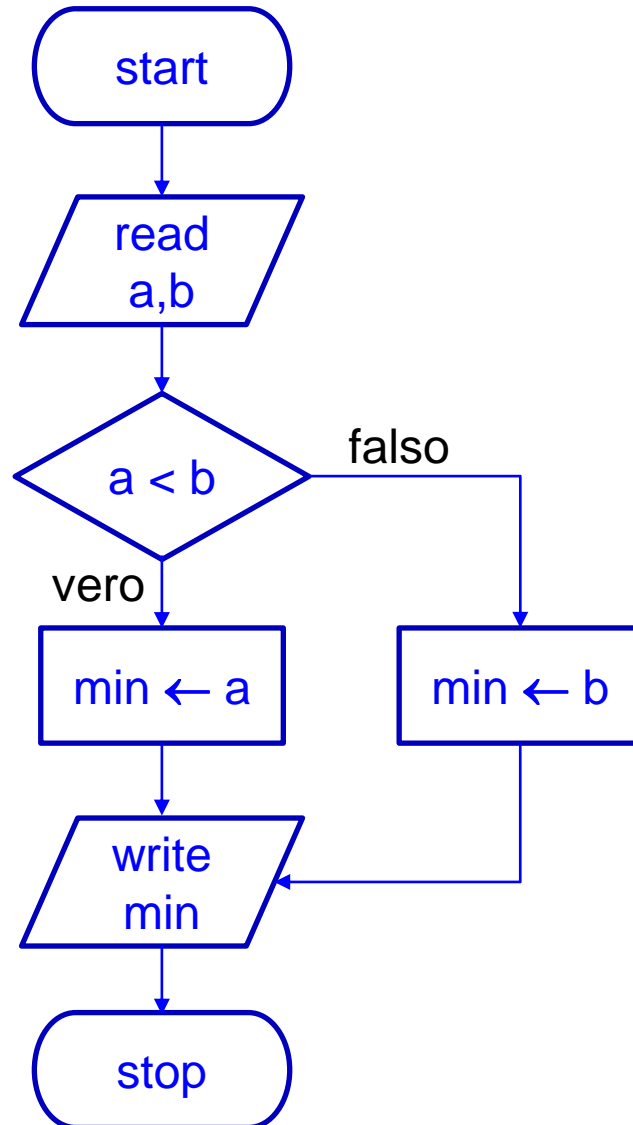 start
read
a,b
a < b
falso
vero
min ← a
min ← b
write
min
stop